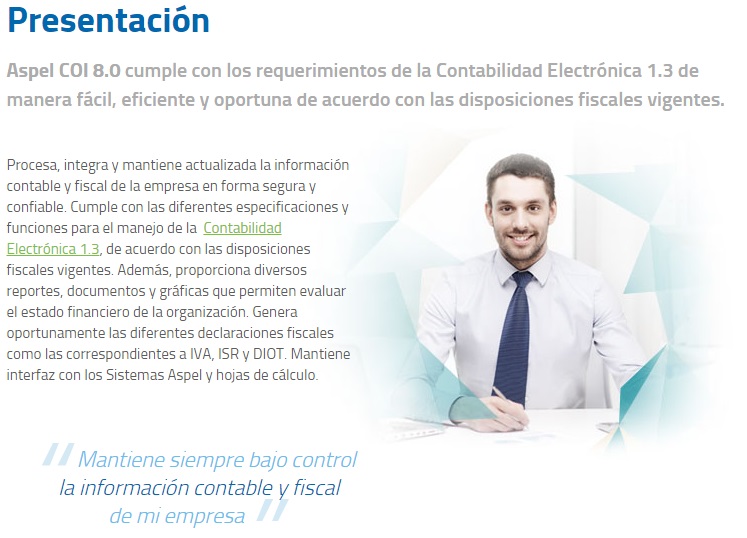 Presentación
Aspel COI 8.0 cumple con los requerimientos de la Contabilidad Electrónica 1.3 de
manera fácil, eficiente y oportuna de acuerdo con las disposiciones fiscales vigentes.
Procesa, integra y mantiene actualizada la información
contable y fiscal de la empresa en forma segura y
confiable. Cumple con las diferentes especificaciones y
funciones para el manejo de la Contabilidad
Electrónica 1.3, de acuerdo con las disposiciones
fiscales vigentes. Además, proporciona diversos
reportes, documentos y gráficas que permiten evaluar
el estado financiero de la organización. Genera
oportunamente las diferentes declaraciones fiscales
como las correspondientes a IVA, ISR y DIOT. Mantiene
interfaz con los Sistemas Aspel y hojas de cálculo.
"Mantiene siempre bajo control
la información contable y fiscal
de mi empresa"